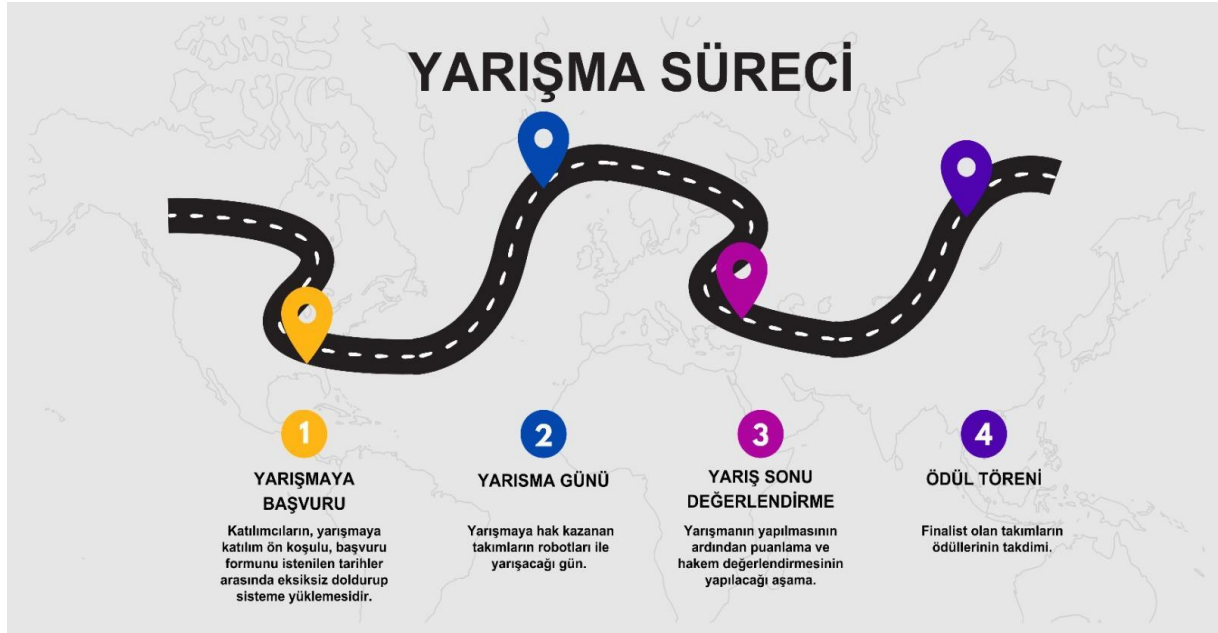 YARIŞMA SÜRECİ
1
YARIŞMAYA
BAŞVURU
Katılımcıların, yarışmaya
katılım ön koşulu, başvuru
formunu istenilen tarihler
arasında eksiksiz doldurup
sisteme yüklemesidir.
2
YARISMA GÜNÜ
Yarışmaya hak kazanan
takımların robotları ile
yarışacağı gün.
3
YARIŞ SONU
DEĞERLENDİRME
Yarışmanın yapılmasının
ardından puanlama ve
hakem değerlendirmesinin
yapılacağı aşama.
4
ÖDÜL TÖRENİ
Finalist olan takımların
ödüllerinin takdimi.